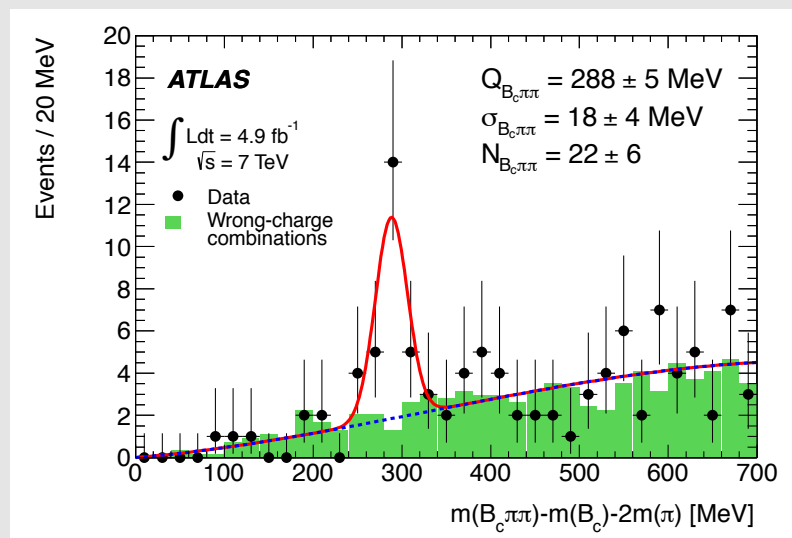 Events / 20 MeV
20
18
16
14
12
10
8
6
4
2
0
ATLAS
∫ Ldt = 4.9 fb⁻¹
√s = 7 TeV
Data
Wrong-charge
combinations
Q_{B_cππ} = 288 ± 5 MeV
σ_{B_cππ} = 18 ± 4 MeV
N_{B_cππ} = 22 ± 6
0 100 200 300 400 500 600 700
m(B_cππ)-m(B_c)-2m(π) [MeV]